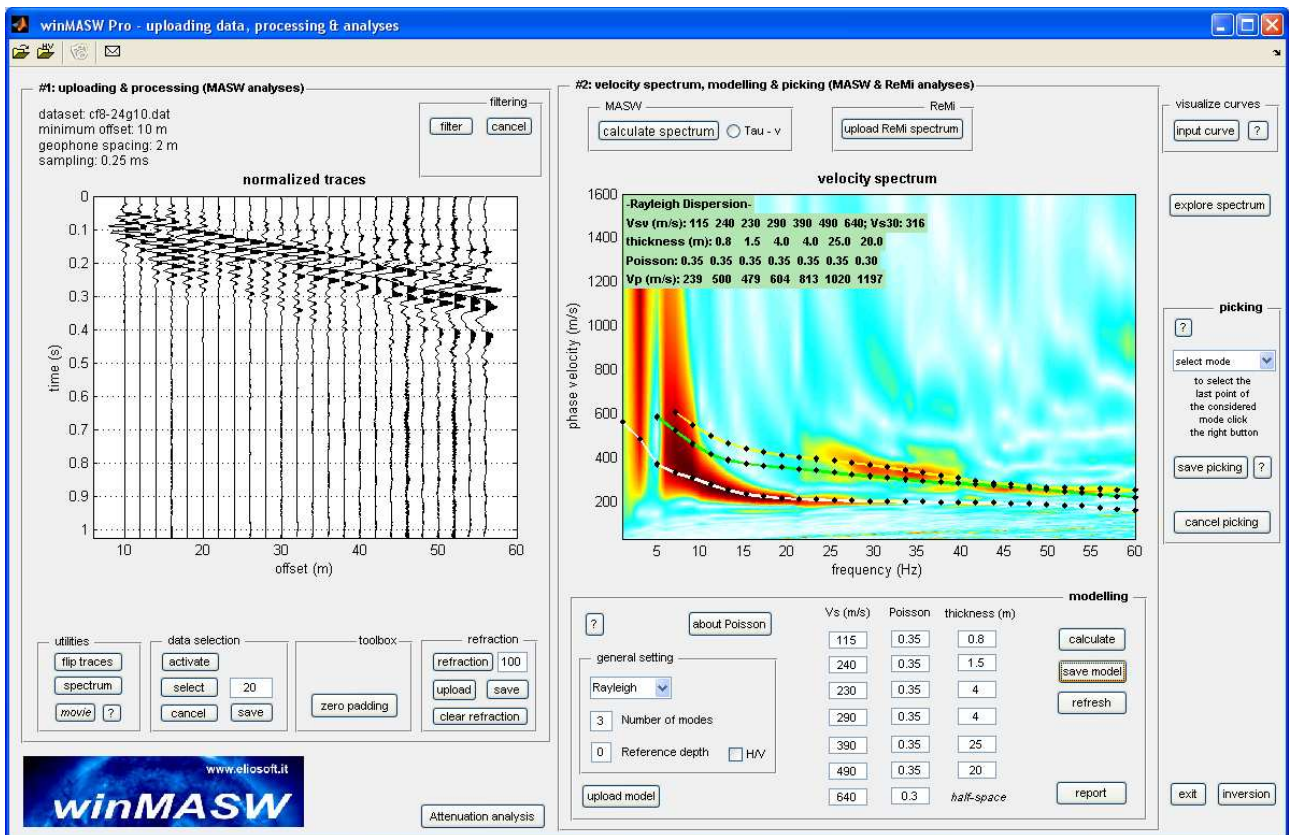 winMASW Pro - uploading data, processing & analyses
HV
#1: uploading & processing (MASW analyses)
dataset: cf8-24g10.dat
minimum offset: 10 m
geophone spacing: 2 m
sampling: 0.25 ms
filtering
filter
cancel
normalized traces
0
0.1
0.2
0.3
0.4
0.5
0.6
0.7
0.8
0.9
1
time (s)
10 20 30 40 50 60
offset (m)
utilities
flip traces
spectrum
movie ?
data selection
activate
select 20
cancel save
toolbox
zero padding
refraction
refraction 100
upload save
clear refraction
www.eliosoft.it
winMASW
Attenuation analysis
#2: velocity spectrum, modelling & picking (MASW & ReMi analyses)
MASW
calculate spectrum Tau - v
ReMi
upload ReMi spectrum
velocity spectrum
-Rayleigh Dispersion-
Vsv (m/s): 115 240 230 290 390 490 640; Vs30: 316
thickness (m): 0.8 1.5 4.0 4.0 25.0 20.0
Poisson: 0.35 0.35 0.35 0.35 0.35 0.35 0.30
Vp (m/s): 239 500 479 604 813 1020 1197
1600
1400
1200
1000
800
600
400
200
phase velocity (m/s)
5 10 15 20 25 30 35 40 45 50 55 60
frequency (Hz)
modelling
? about Poisson
general setting
Rayleigh
3 Number of modes
0 Reference depth H/V
upload model
Vs (m/s) Poisson thickness (m)
115 0.35 0.8
240 0.35 1.5
230 0.35 4
290 0.35 4
390 0.35 25
490 0.35 20
640 0.3 half-space
calculate
save model
refresh
report
visualize curves
input curve ?
explore spectrum
picking
?
select mode
to select the
last point of
the considered
mode click
the right button
save picking ?
cancel picking
exit inversion